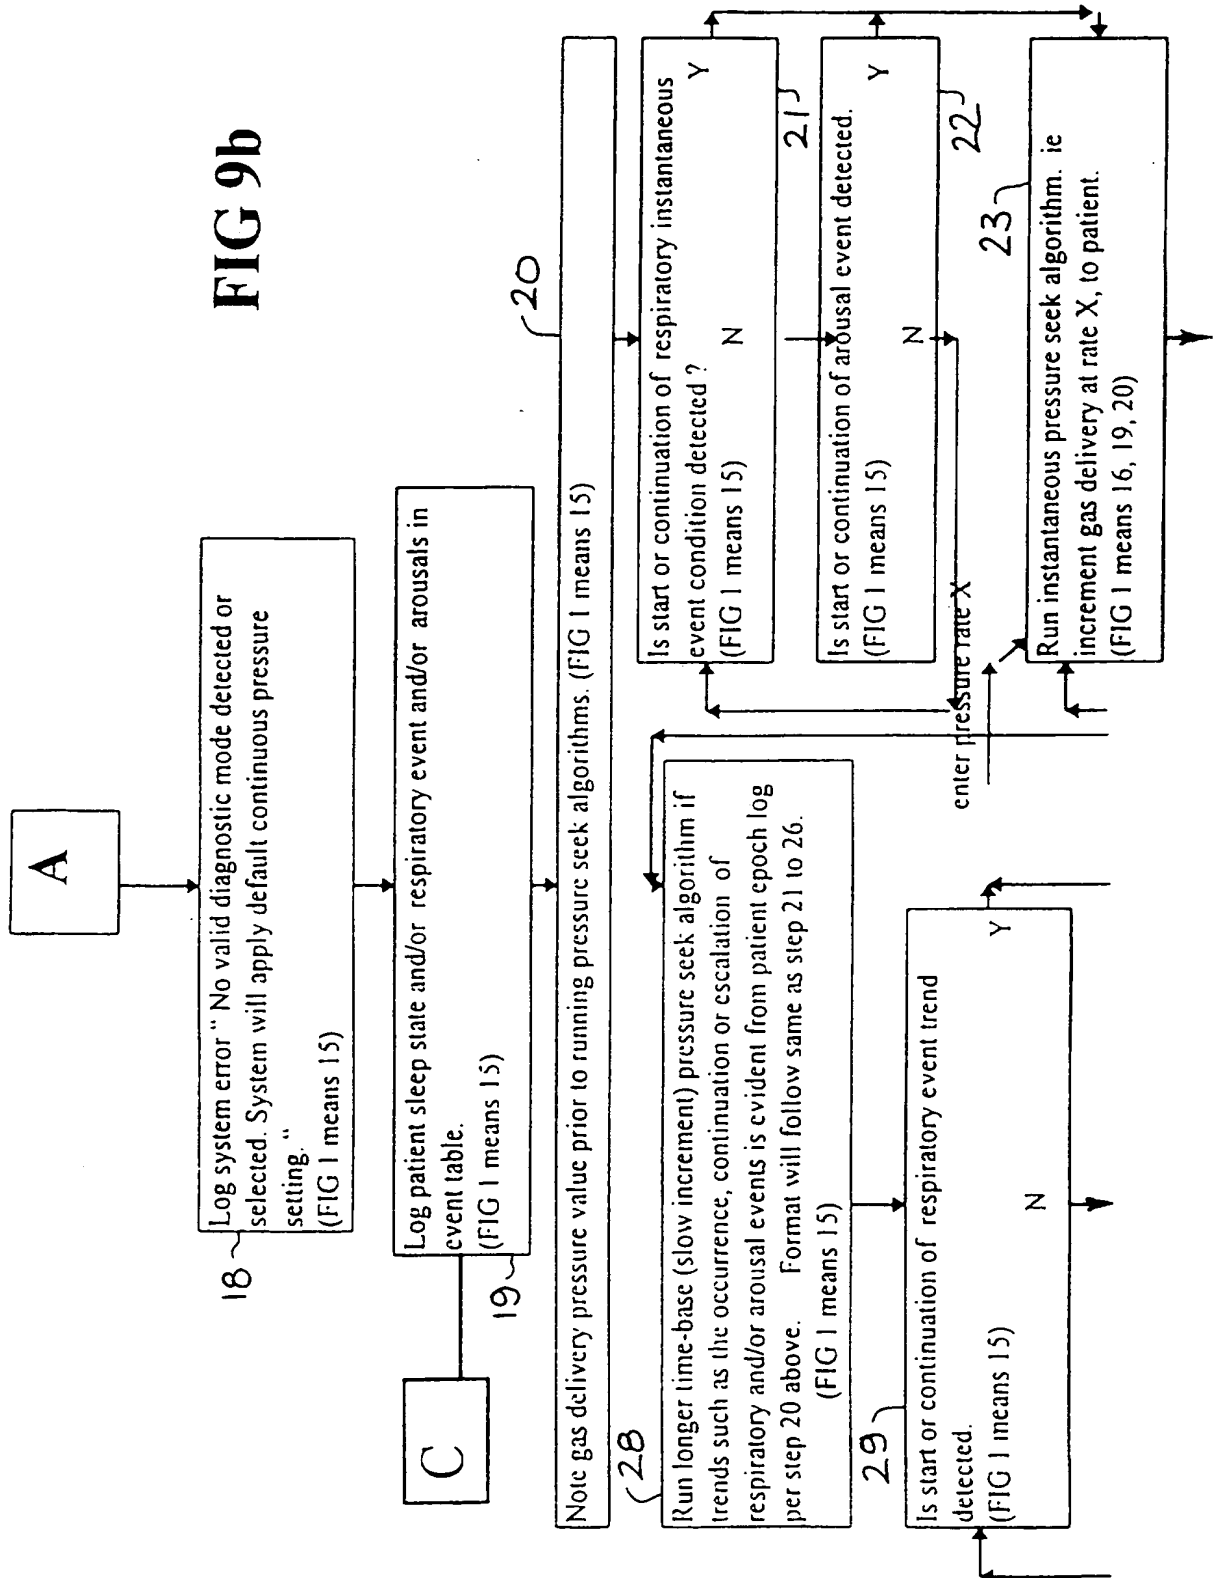 FIG 9b
A
Log system error " No valid diagnostic mode detected or
selected. System will apply default continuous pressure
setting."
(FIG 1 means 15)
18
C
Log patient sleep state and/or respiratory event and/or arousals in
event table.
(FIG 1 means 15)
19
Note gas delivery pressure value prior to running pressure seek algorithms. (FIG 1 means 15)
20
Is start or continuation of respiratory instantaneous
event condition detected ?
(FIG 1 means 15)
N
Y
21
Is start or continuation of arousal event detected.
(FIG 1 means 15)
N
Y
22
enter pressure rate X
Run instantaneous pressure seek algorithm. ie
increment gas delivery at rate X, to patient.
(FIG 1 means 16, 19, 20)
23
28
Run longer time-base (slow increment) pressure seek algorithm if
trends such as the occurrence, continuation or escalation of
respiratory and/or arousal events is evident from patient epoch log
per step 20 above. Format will follow same as step 21 to 26.
(FIG 1 means 15)
29
Is start or continuation of respiratory event trend
detected.
(FIG 1 means 15)
N
Y